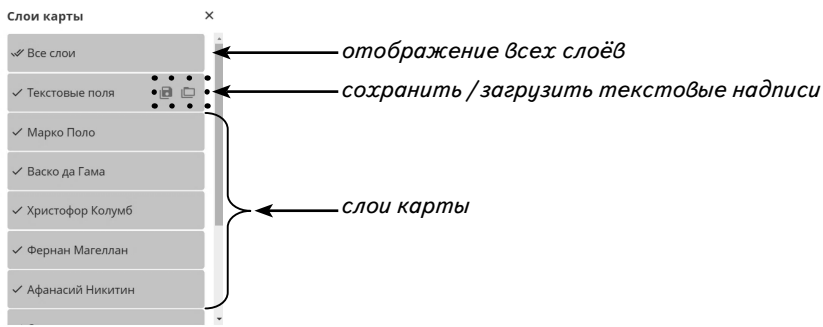 Слои карты
Все слои
отображение всех слоёв
Текстовые поля
сохранить / загрузить текстовые надписи
Марко Поло
Васко да Гама
Христофор Колумб
слои карты
Фернан Магеллан
Афанасий Никитин